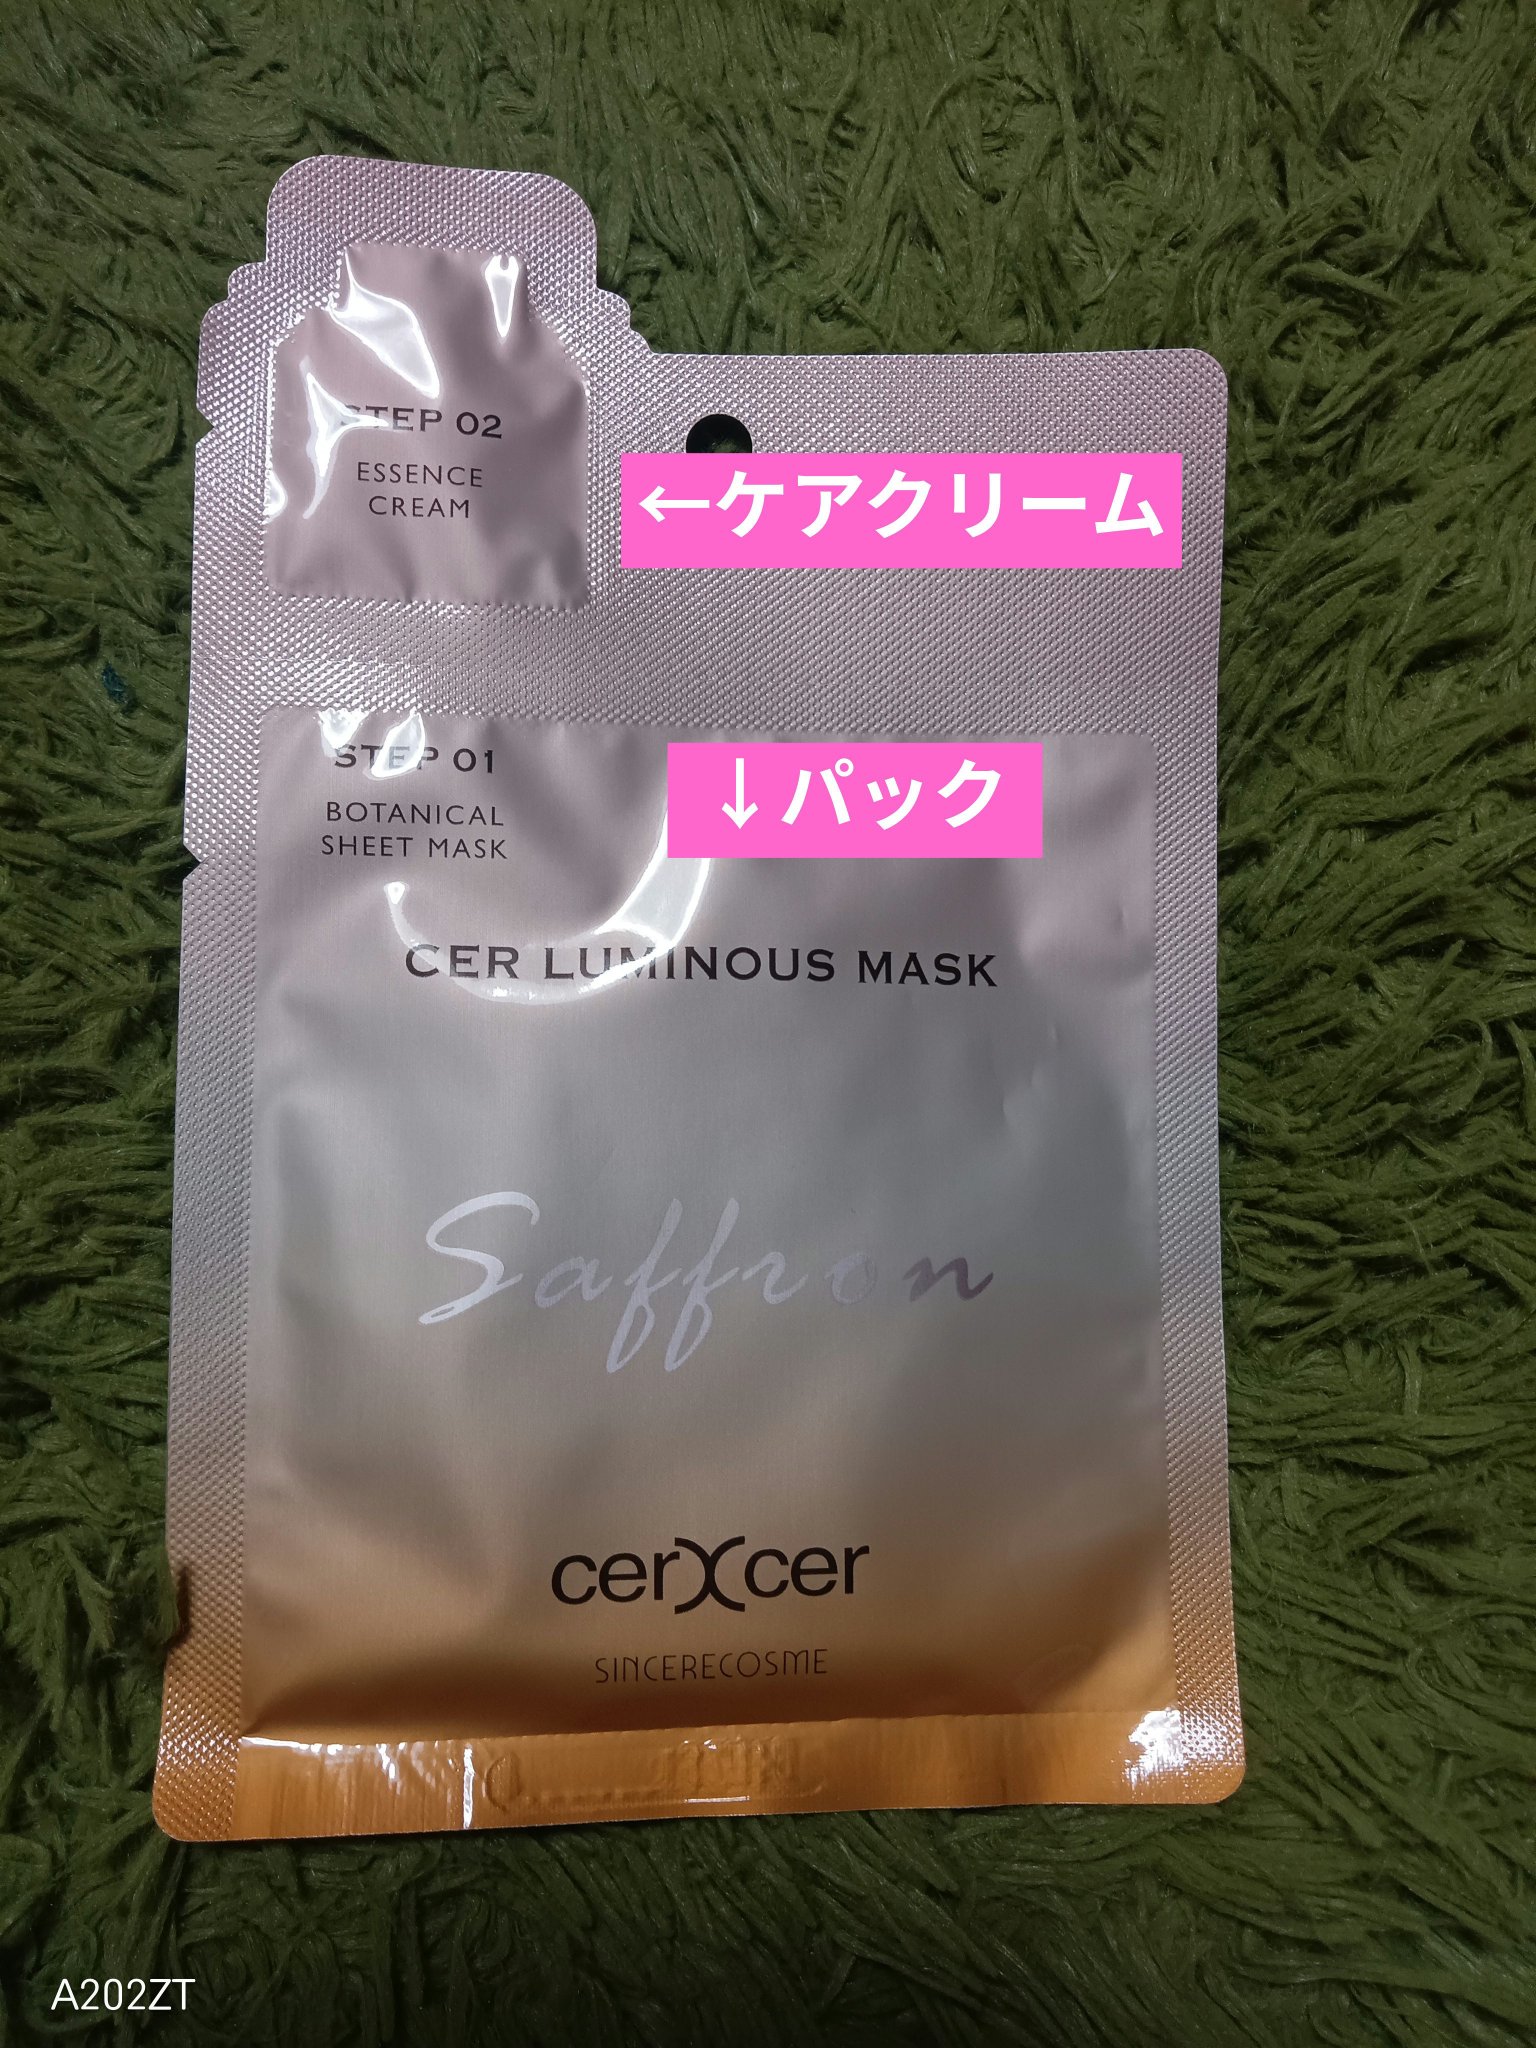 STEP 02
ESSENCE
CREAM
←ケアクリーム
STEP 01
BOTANICAL
SHEET MASK
↓パック
CER LUMINOUS MASK
Saffron
cerXcer
SINCERECOSME
A202ZT